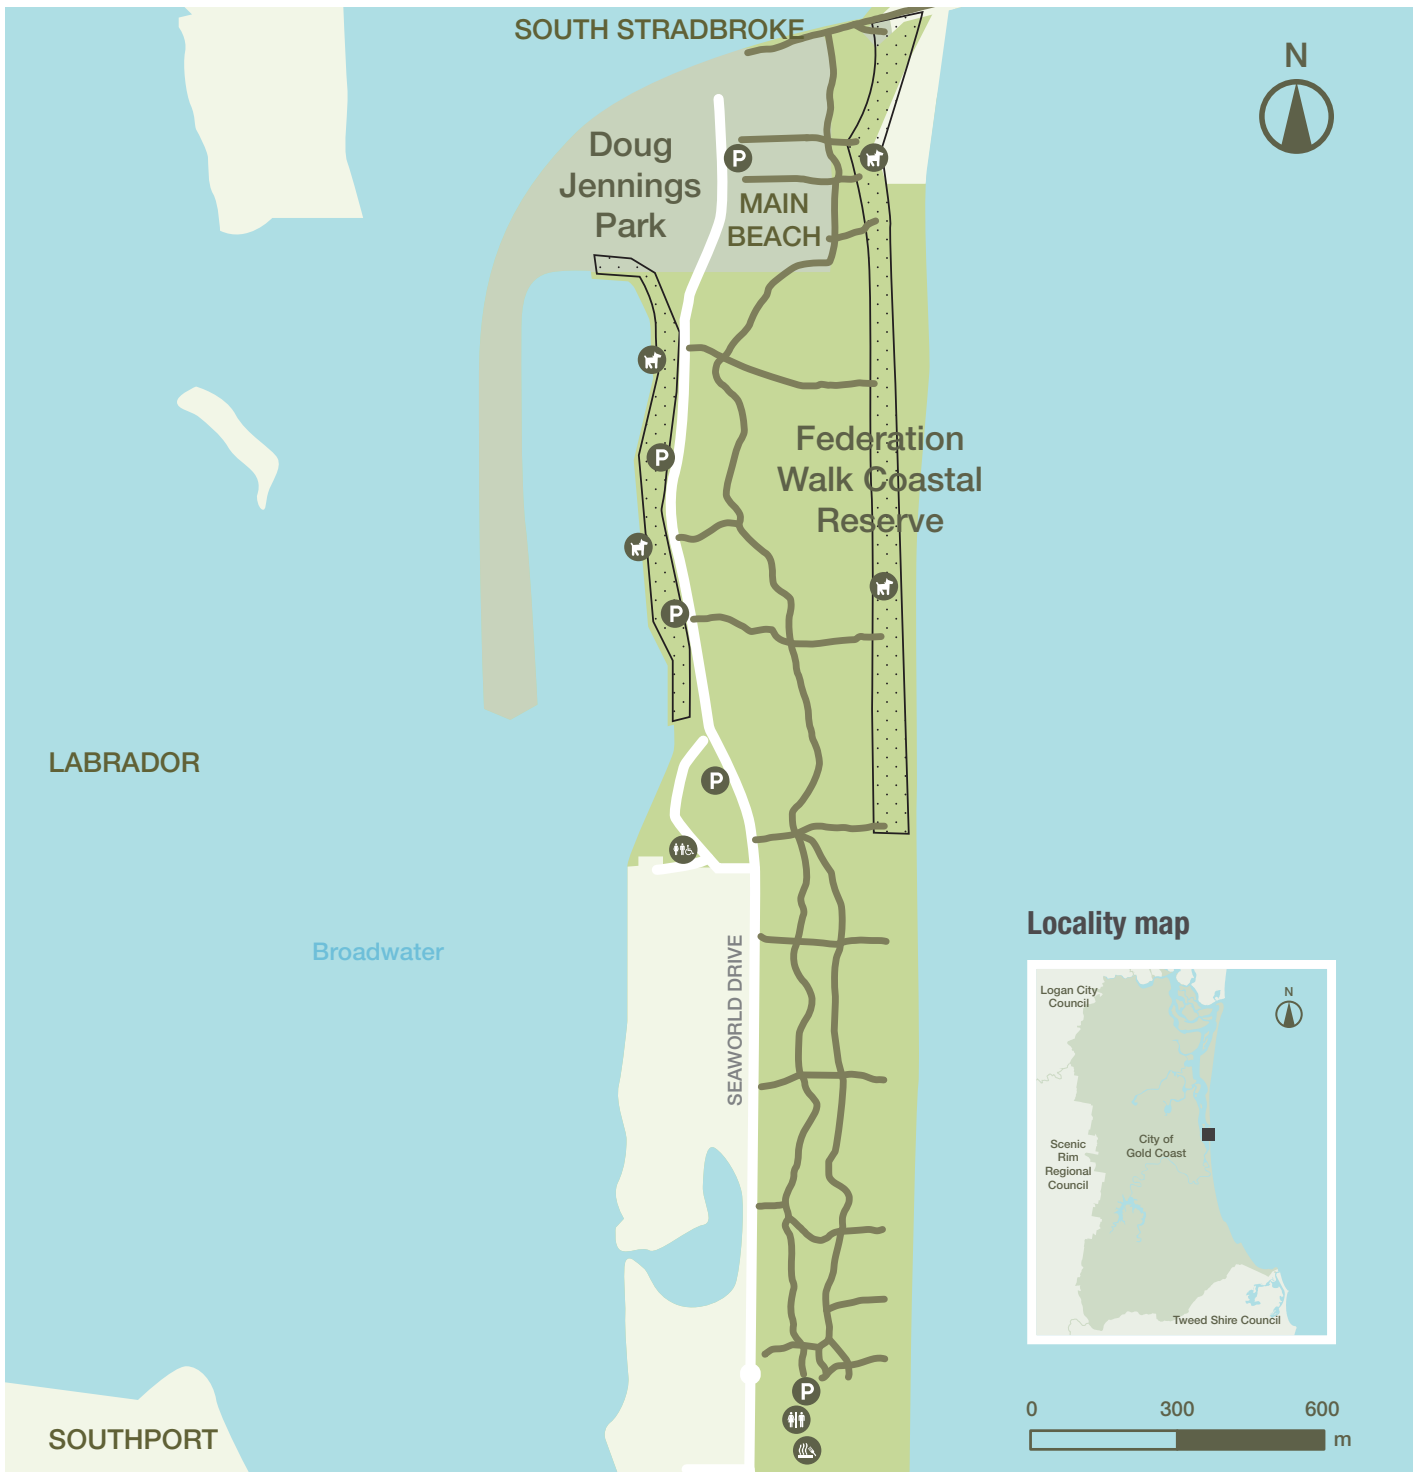 SOUTH STRADBROKE
N
Doug
Jennings
Park
P
MAIN
BEACH
Federation
Walk Coastal
Reserve
P
P
LABRADOR
P
Broadwater
SEAWORLD DRIVE
Locality map
Logan City
Council
N
Scenic
Rim
Regional
Council
City of
Gold Coast
Tweed Shire Council
P
0 300 600
m
SOUTHPORT